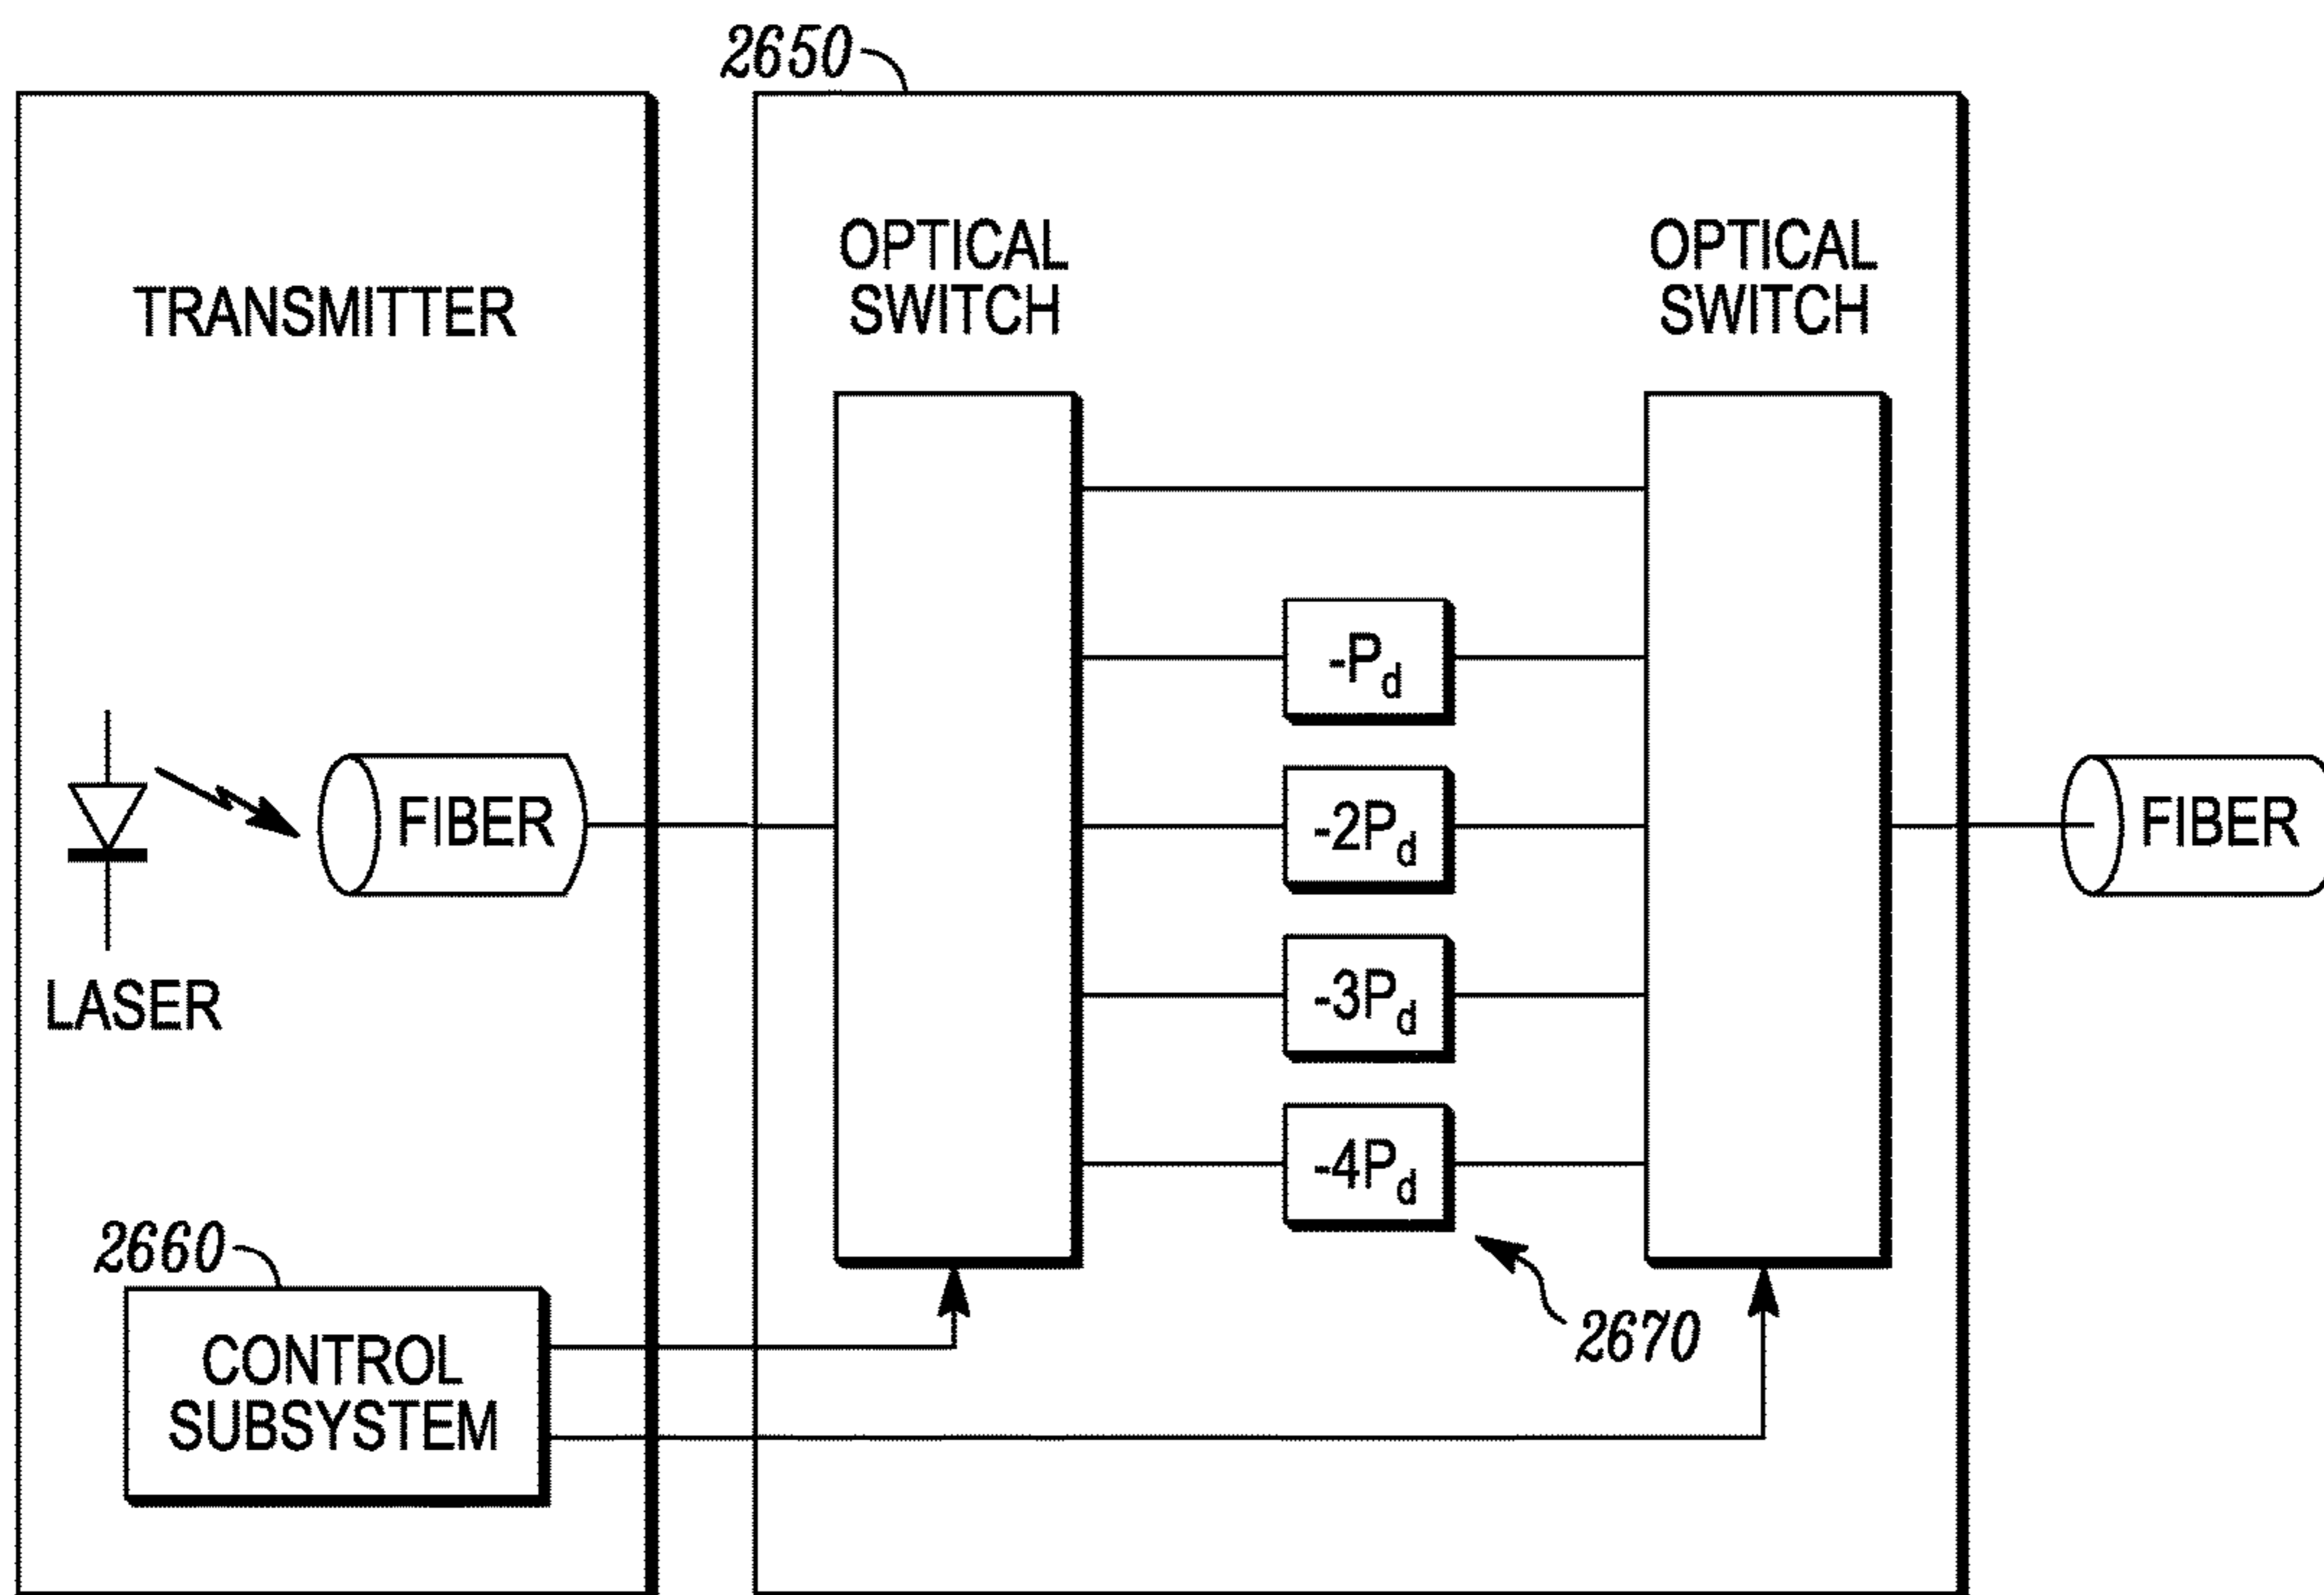 2650
TRANSMITTER
OPTICAL
SWITCH
OPTICAL
SWITCH
-Pd
FIBER
-2Pd
FIBER
LASER
-3Pd
-4Pd
2660
CONTROL
SUBSYSTEM
2670